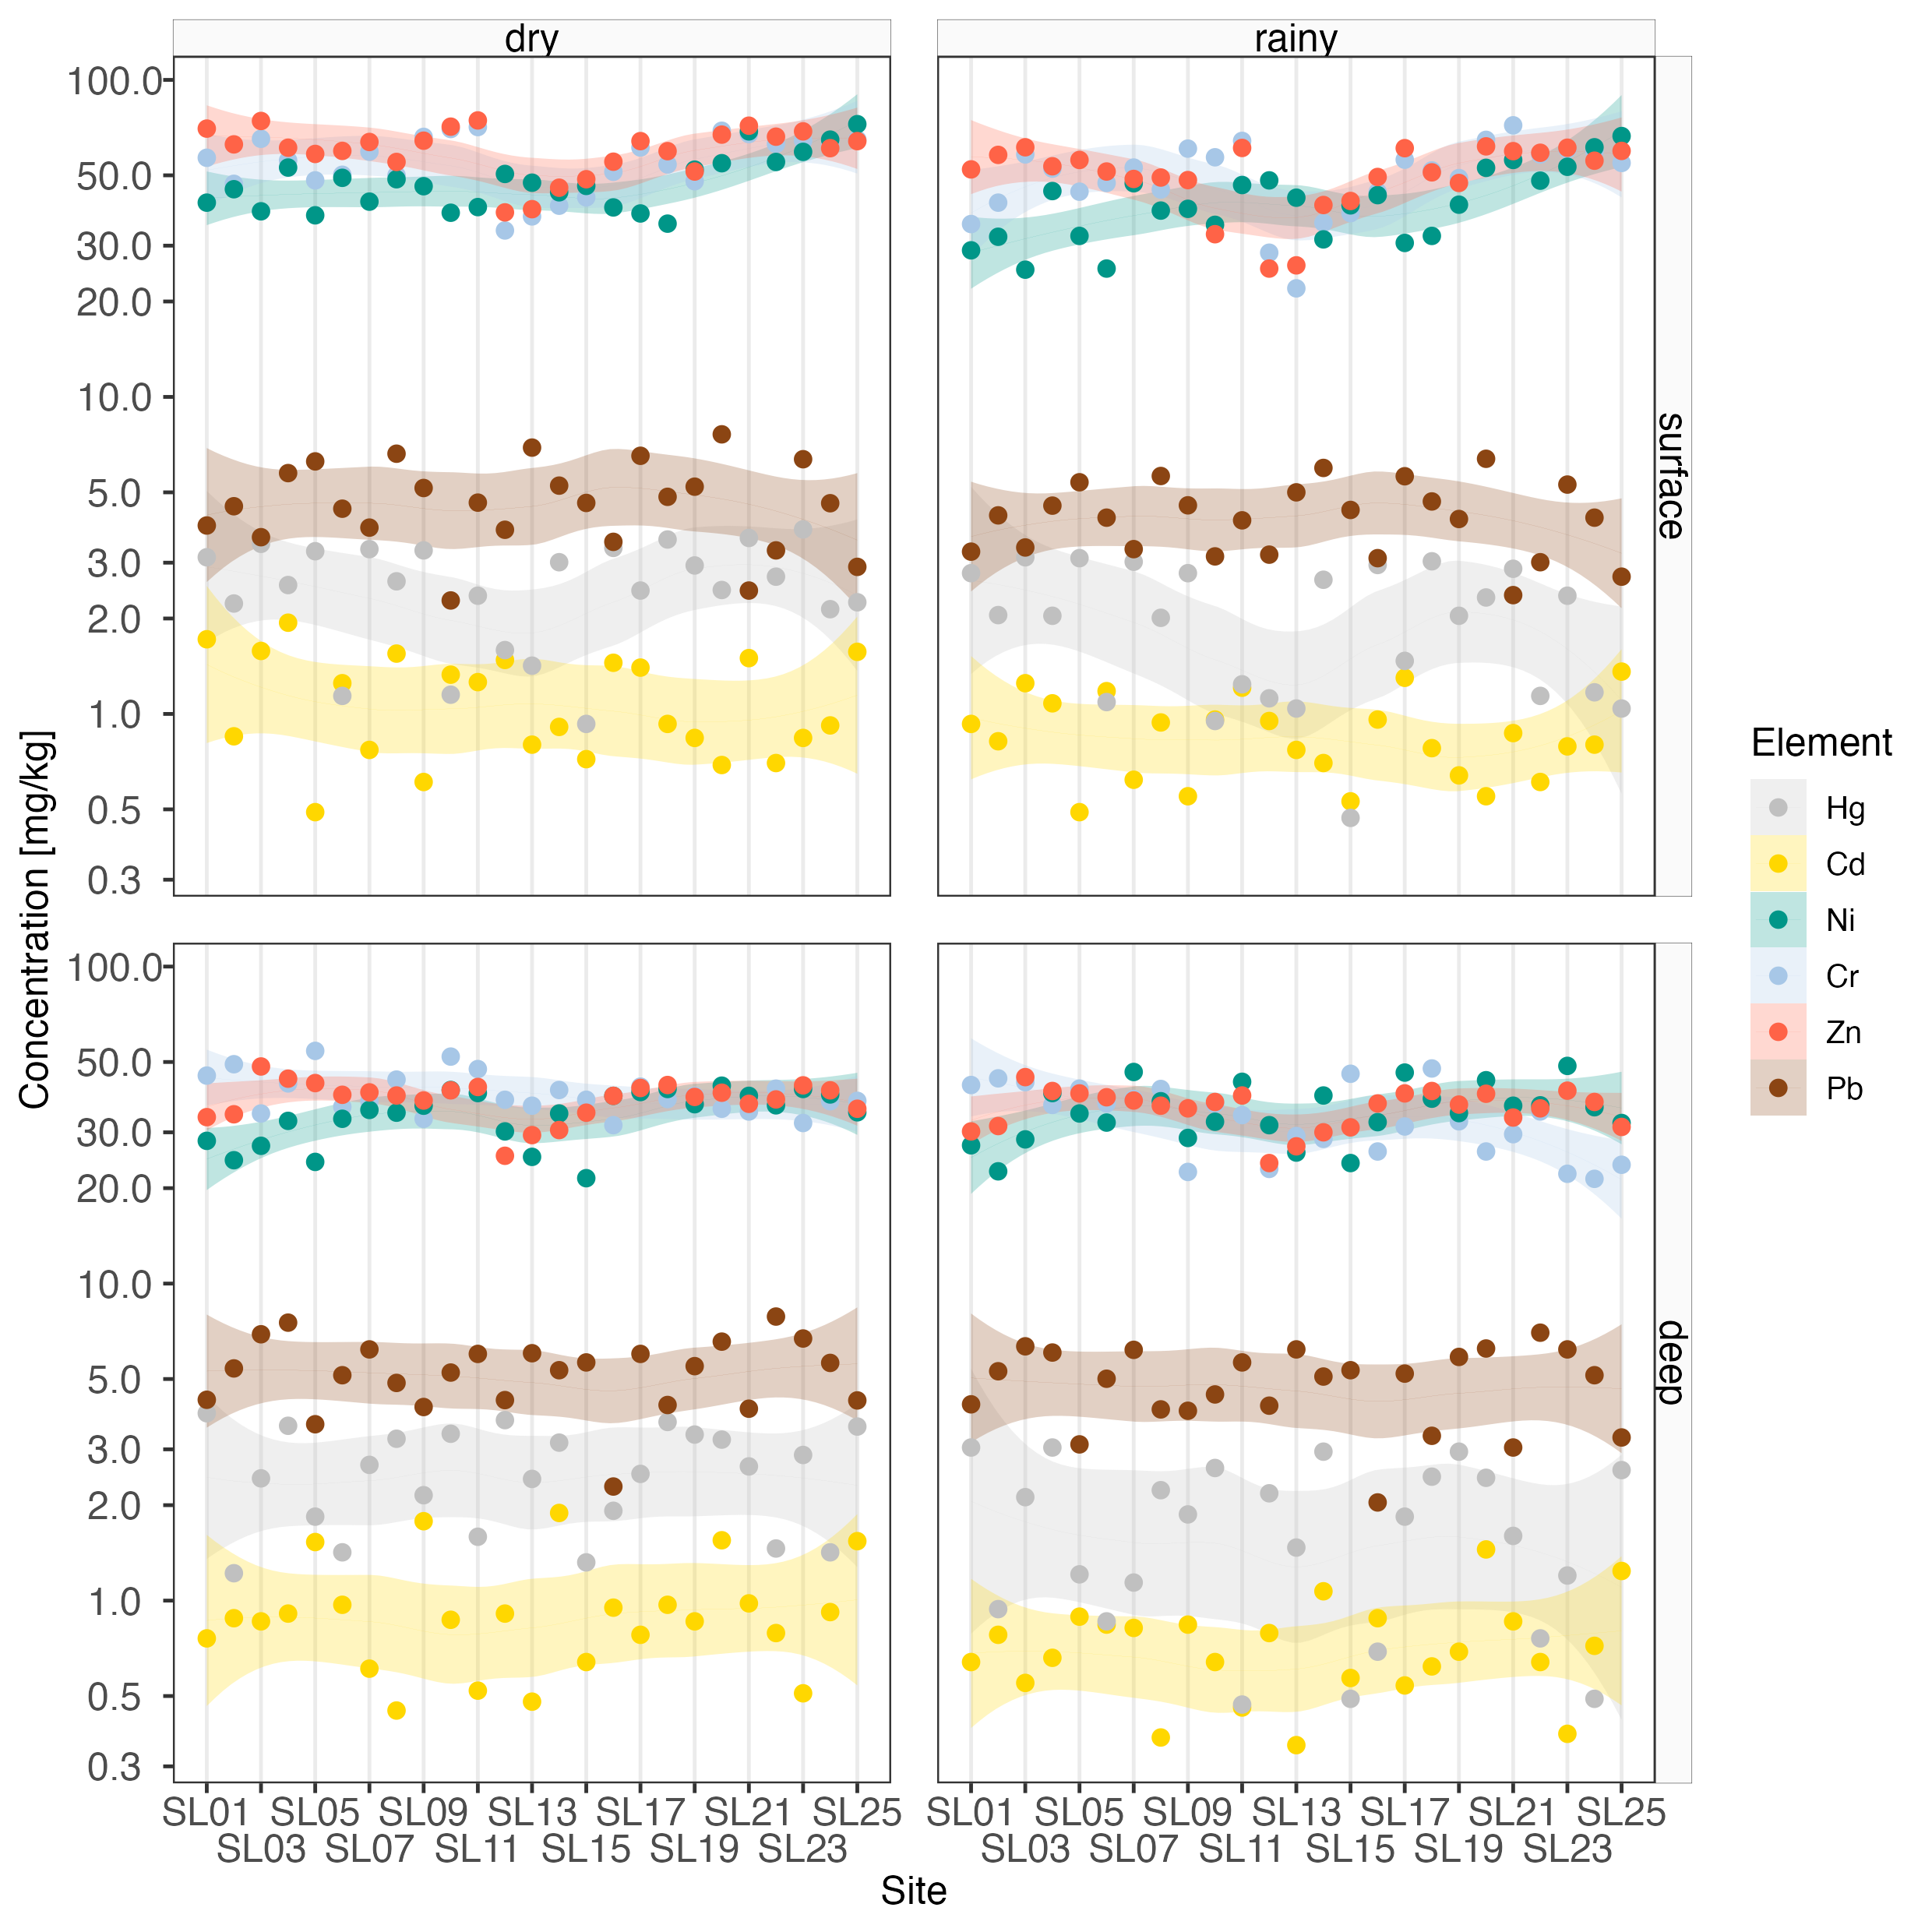 dry
rainy
100.0
50.0
30.0
20.0
10.0
5.0
3.0
2.0
1.0
0.5
0.3
surface
100.0
50.0
30.0
20.0
10.0
5.0
3.0
2.0
1.0
0.5
0.3
deep
Concentration [mg/kg]
SL01 SL05 SL09 SL13 SL17 SL21 SL25
SL03 SL07 SL11 SL15 SL19 SL23
SL01 SL05 SL09 SL13 SL17 SL21 SL25
SL03 SL07 SL11 SL15 SL19 SL23
Site
Element
Hg
Cd
Ni
Cr
Zn
Pb